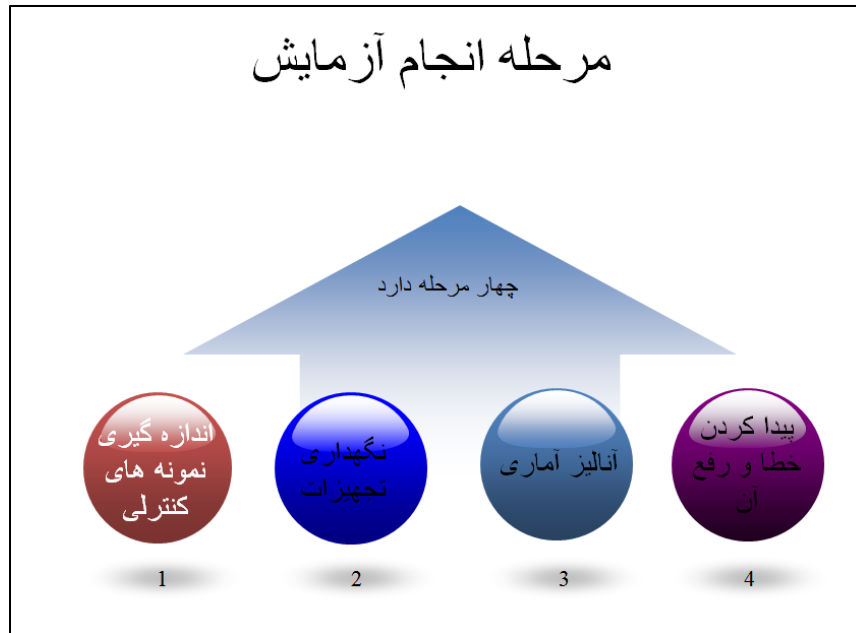 مرحله انجام آزمایش
چهار مرحله دارد
اندازه گیری
نمونه های
کنترلی
نگهداری
تجهیزات
آنالیز آماری
پیدا کردن
خطا و رفع
آن
1
2
3
4